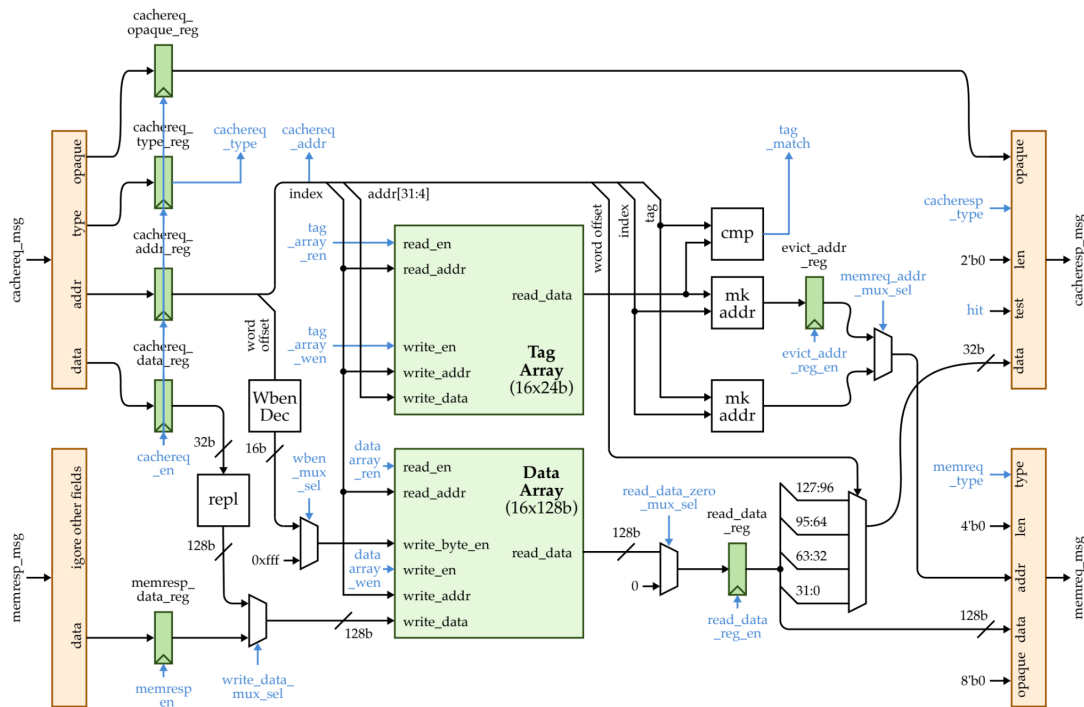 cachereq_
opaque_reg
cachereq_
type_reg
cachereq
_type
cachereq
_addr
tag_
match
opaque
type
addr
data
cachereq_msg
cachereq_
addr_reg
cachereq_
data_reg
cachereq
_en
index
addr[31:4]
word offset
index
tag
tag
_array
_ren
read_en
read_addr
read_data
tag
_array
_wen
write_en
write_addr
write_data
Tag
Array
(16x24b)
cmp
mk
addr
mk
addr
evict_addr
_reg
evict_addr
_reg_en
memreq_addr
_mux_sel
opaque
cacheresp
_type
2'b0
len
hit
test
32b
data
cacheresp_msg
word
offset
Wben
Dec
32b
16b
repl
128b
wben
_mux
_sel
0xfff
data
array
_ren
read_en
read_addr
Data
Array
(16x128b)
write_byte_en
read_data
data
array
_wen
write_en
write_addr
write_data
128b
128b
read_data_zero
_mux_sel
0
read_data
_reg
read_data
_reg_en
127:96
95:64
63:32
31:0
memresp_msg
igore other fields
data
memresp_
data_reg
memresp
en
write_data_
mux_sel
memreq
_type
type
4'b0
len
addr
128b
data
8'b0
opaque
memreq_msg